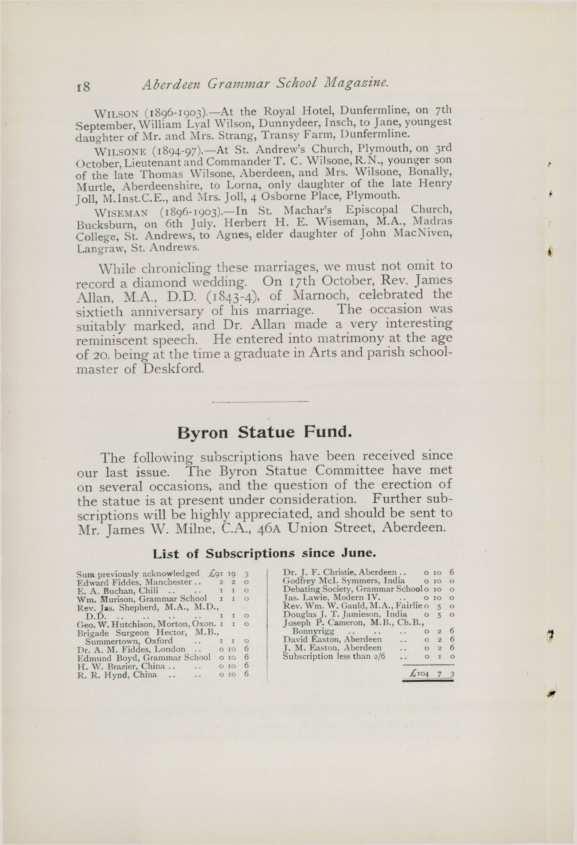 18 Aberdeen Grammar School Magazine.
WILSON (1896-1903).—At the Royal Hotel, Dunfermline, on 7th
September, William Lyal Wilson, Dunnydeer, Insch, to Jane, youngest
daughter of Mr. and Mrs. Strang, Transy Farm, Dunfermline.
WILSONE (1894-97).—At St. Andrew's Church, Plymouth, on 3rd
October, Lieutenant and Commander T. C. Wilsone, R.N., younger son
of the late Thomas Wilsone, Aberdeen, and Mrs. Wilsone, Bonally,
Murtle, Aberdeenshire, to Lorna, only daughter of the late Henry
Joll, M.Inst.C.E., and Mrs. Joll, 4 Osborne Place, Plymouth.
WISEMAN (1896-1903).—In St. Machar's Episcopal Church,
Bucksburn, on 6th July, Herbert H. E. Wiseman, M.A., Madras
College, St. Andrews, to Agnes, elder daughter of John MacNiven,
Langraw, St. Andrews.
While chronicling these marriages, we must not omit to
record a diamond wedding. On 17th October, Rev. James
Allan, M.A., D.D. (1843-4), of Marnoch, celebrated the
sixtieth anniversary of his marriage. The occasion was
suitably marked, and Dr. Allan made a very interesting
reminiscent speech. He entered into matrimony at the age
of 20, being at the time a graduate in Arts and parish school-
master of Deskford.
Byron Statue Fund.
The following subscriptions have been received since
our last issue. The Byron Statue Committee have met
on several occasions, and the question of the erection of
the statue is at present under consideration. Further sub-
scriptions will be highly appreciated, and should be sent to
Mr. James W. Milne, C.A., 46A Union Street, Aberdeen.
List of Subscriptions since June.
Sum previously acknowledged £91 19 3
Edward Fiddes, Manchester .. 2 2 0
E. A. Buchan, Chili .. .. 1 1 0
Wm. Murison, Grammar School 1 1 0
Rev. Jas. Shepherd, M.A., M.D.,
D.D. .. .. .. .. 1 1 0
Geo. W. Hutchison, Morton, Oxon. 1 1 0
Brigade Surgeon Hector, M.B.,
Summertown, Oxford .. 1 1 0
Dr. A. M. Fiddes, London .. 0 10 6
Edmund Boyd, Grammar School 0 10 6
H. W. Brazier, China .. .. 0 10 6
R. R. Hynd, China .. .. 0 10 6
Dr. J. F. Christie, Aberdeen .. 0 10 6
Godfrey McI. Symmers, India 0 10 0
Debating Society, Grammar School 0 10 0
Jas. Lawie, Modern IV. .. 0 10 0
Rev. Wm. W. Gauld, M.A., Fairlie 0 5 0
Douglas J. T. Jamieson, India 0 5 0
Joseph P. Cameron, M.B., Ch.B.,
Bonnyrigg .. .. .. 0 2 6
David Easton, Aberdeen .. 0 2 6
J. M. Easton, Aberdeen .. 0 2 6
Subscription less than 2/6 .. 0 1 0
£104 7 3